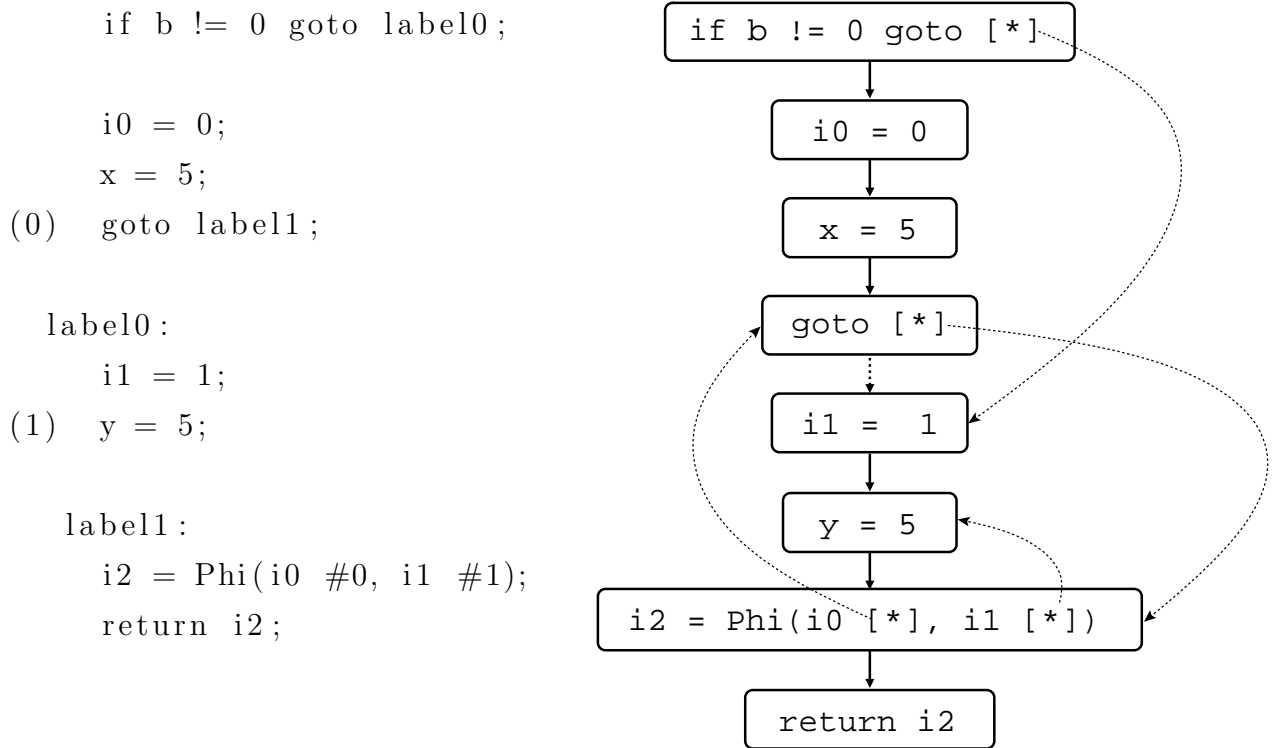 if b != 0 goto label0;
i0 = 0;
x = 5;
(0) goto label1;
label0:
i1 = 1;
(1) y = 5;
label1:
i2 = Phi(i0 #0, i1 #1);
return i2;
if b != 0 goto [*]
i0 = 0
x = 5
goto [*]
i1 = 1
y = 5
i2 = Phi(i0 [*], i1 [*])
return i2